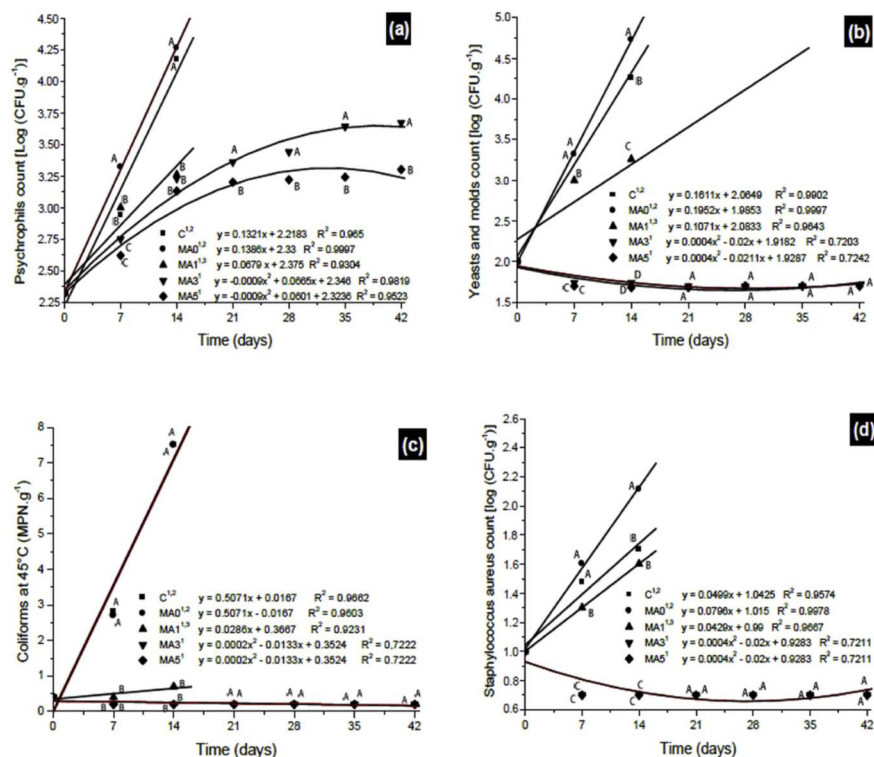 (a)
Psychrophils count [Log (CFU.g⁻¹)]
4.50
4.25
4.00
3.75
3.50
3.25
3.00
2.75
2.50
2.25
C¹,² y = 0.1321x + 2.2183 R² = 0.965
MA0¹,² y = 0.1386x + 2.33 R² = 0.9997
MA1¹,³ y = 0.0679x + 2.375 R² = 0.9304
MA3¹ y = -0.0009x² + 0.0665x + 2.346 R² = 0.9819
MA5¹ y = -0.0009x² + 0.0601 + 2.3236 R² = 0.9523
A
A
A
B
B
C
C
B
B
B
A
B
A
B
A
B
A
B
0 7 14 21 28 35 42
Time (days)
(b)
Yeasts and molds count [log (CFU.g⁻¹)]
5.0
4.5
4.0
3.5
3.0
2.5
2.0
1.5
A
A
A
B
B
C
C¹,² y = 0.1611x + 2.0649 R² = 0.9902
MA0¹,² y = 0.1952x + 1.9853 R² = 0.9997
MA1¹,³ y = 0.1071x + 2.0833 R² = 0.9643
MA3¹ y = 0.0004x² - 0.02x + 1.9182 R² = 0.7203
MA5¹ y = 0.0004x² - 0.0211x + 1.9287 R² = 0.7242
C C
D
D
A
A
A
A
A
A
A A
0 7 14 21 28 35 42
Time (days)
(c)
Coliforms at 45°C (MPN.g⁻¹)
8
7
6
5
4
3
2
1
0
A
A
A
A
C¹,² y = 0.5071x + 0.0167 R² = 0.9662
MA0¹,² y = 0.5071x - 0.0167 R² = 0.9603
MA1¹,³ y = 0.0286x + 0.3667 R² = 0.9231
MA3¹ y = 0.0002x² - 0.0133x + 0.3524 R² = 0,7222
MA5¹ y = 0.0002x² - 0.0133x + 0.3524 R² = 0.7222
B B
B B B
A A A A A A A A
0 7 14 21 28 35 42
Time (days)
(d)
Staphylococcus aureus count [log (CFU.g⁻¹)]
2.6
2.4
2.2
2.0
1.8
1.6
1.4
1.2
1.0
0.8
0.6
A
A
A
B
B
B
C¹,² y = 0.0499x + 1.0425 R² = 0.9574
MA0¹,² y = 0.0796x + 1.015 R² = 0.9978
MA1¹,³ y = 0.0429x + 0.99 R² = 0.9667
MA3¹ y = 0.0004x² - 0.02x + 0.9283 R² = 0.7211
MA5¹ y = 0.0004x² - 0.02x + 0.9283 R² = 0.7211
C
C
C
C
A A A A
A
A
A
A
0 7 14 21 28 35 42
Time (days)